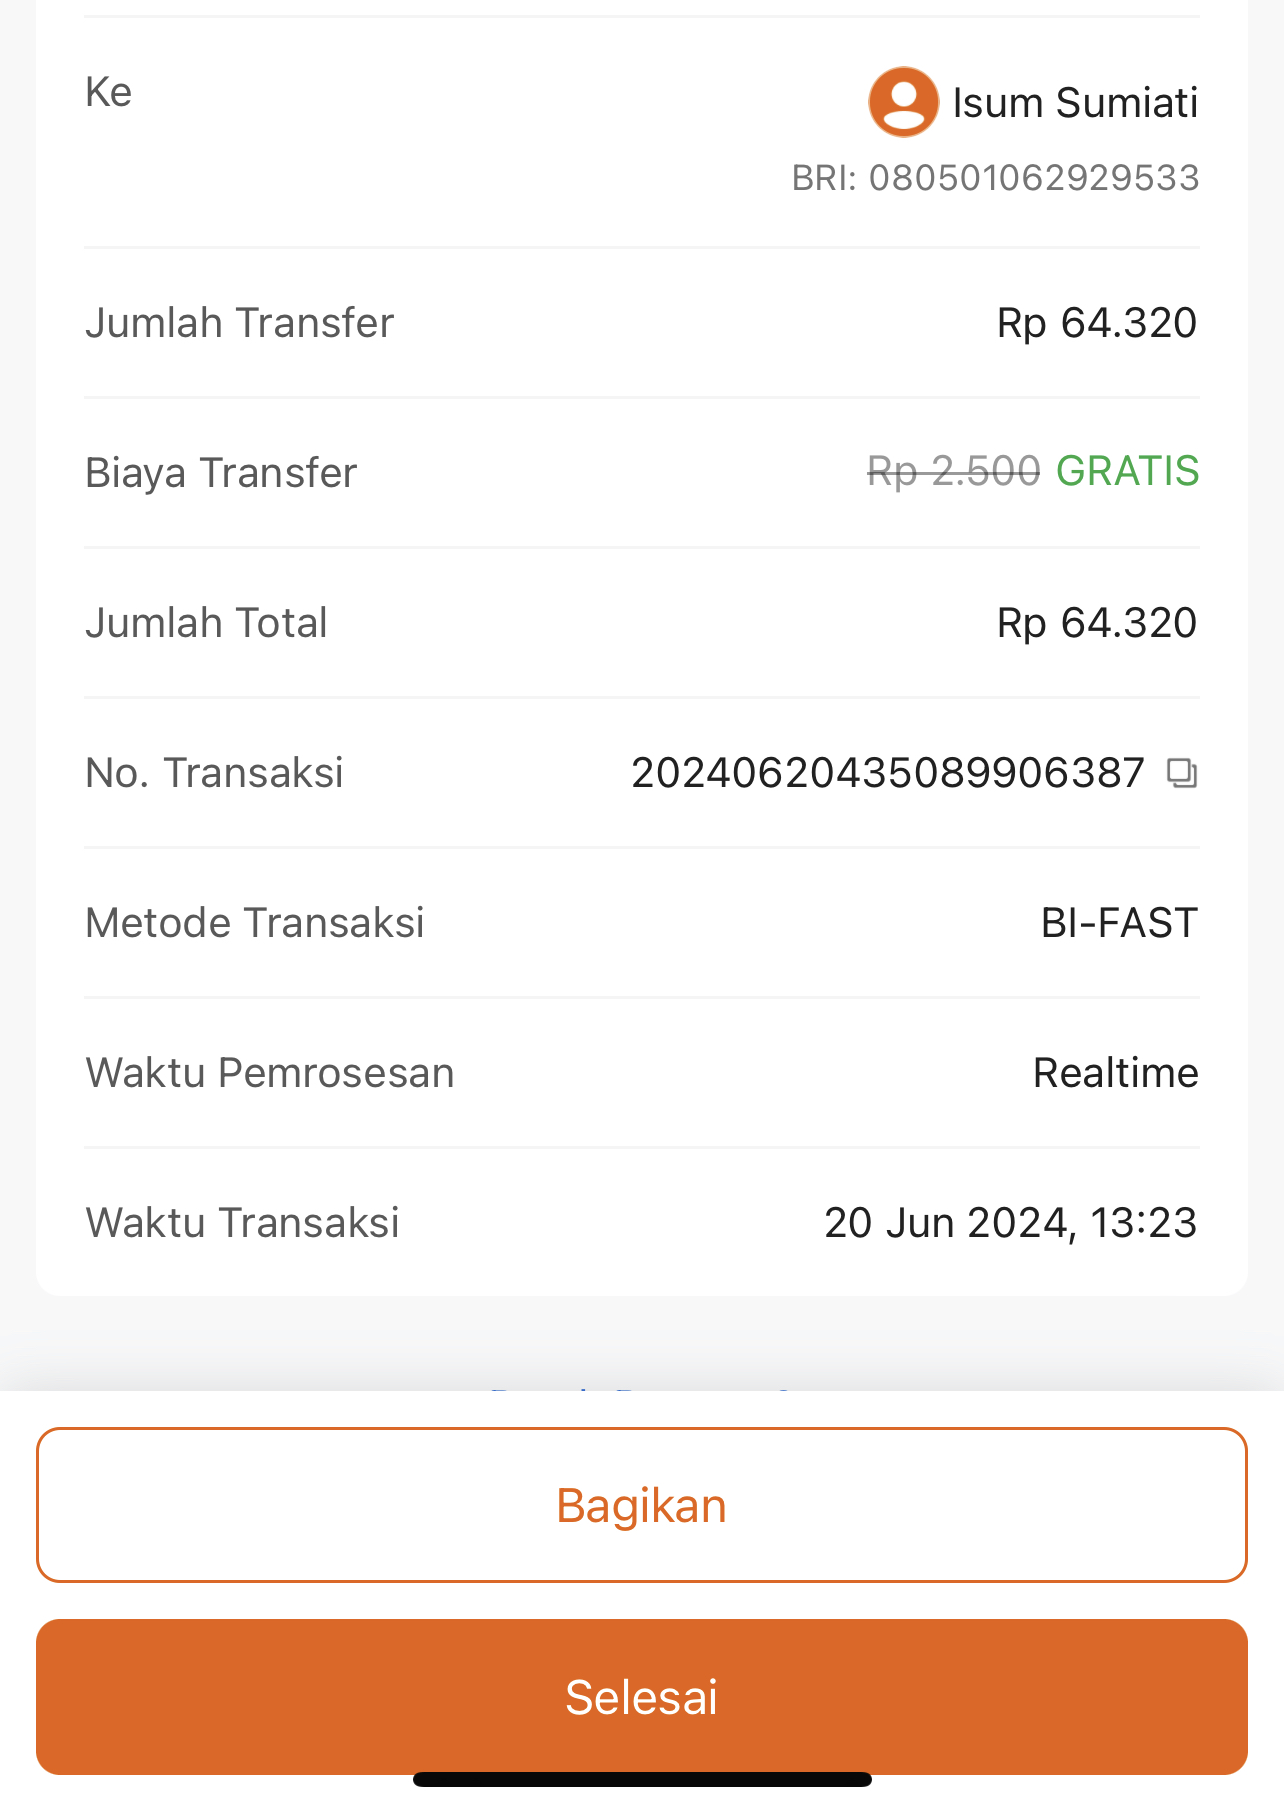 Ke
Isum Sumiati
BRI: 080501062929533
Jumlah Transfer Rp 64.320
Biaya Transfer Rp 2.500 GRATIS
Jumlah Total Rp 64.320
No. Transaksi 20240620435089906387
Metode Transaksi BI-FAST
Waktu Pemrosesan Realtime
Waktu Transaksi 20 Jun 2024, 13:23
Bagikan
Selesai